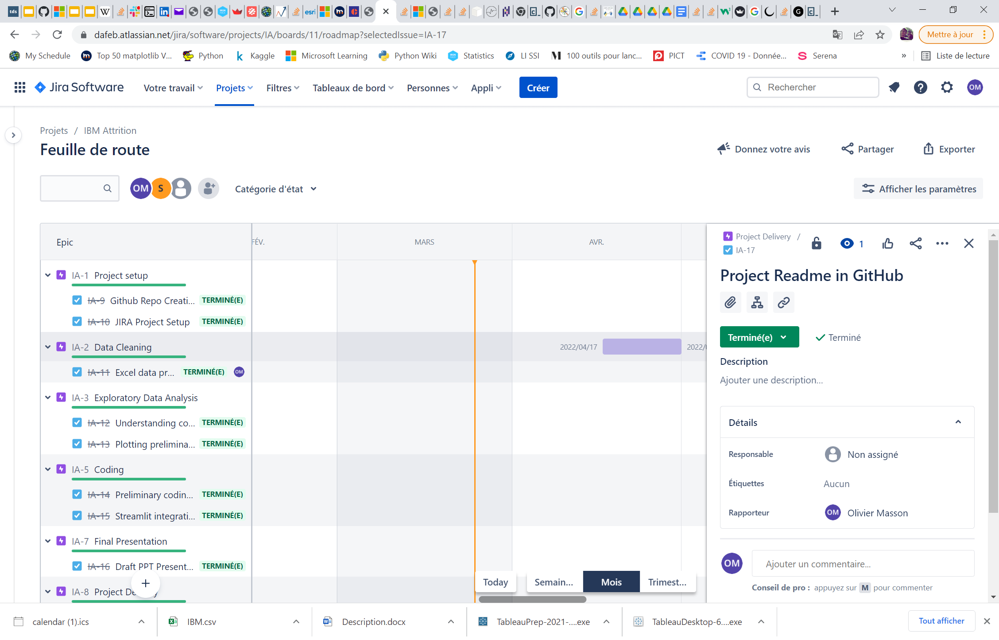 tds
W
esri
dafeb.atlassian.net/jira/software/projects/IA/boards/11/roadmap?selectedIssue=IA-17
Mettre à jour
My Schedule
Top 50 matplotlib V...
Python
Kaggle
Microsoft Learning
Python Wiki
Statistics
LI SSI
100 outils pour lanc...
PICT
COVID 19 - Donnée...
Serena
»
Liste de lecture
Jira Software
Votre travail
Projets
Filtres
Tableaux de bord
Personnes
Appli
Créer
Rechercher
OM
Projets / IBM Attrition
Feuille de route
Donnez votre avis
Partager
Exporter
OM
S
Catégorie d'état
Afficher les paramètres
Epic
FÉV.
MARS
AVR.
IA-1 Project setup
IA-9 Github Repo Creati... TERMINÉ(E)
IA-10 JIRA Project Setup TERMINÉ(E)
IA-2 Data Cleaning
2022/04/17
2022/0
IA-11 Excel data pr... TERMINÉ(E) OM
IA-3 Exploratory Data Analysis
IA-12 Understanding co... TERMINÉ(E)
IA-13 Plotting prelimina... TERMINÉ(E)
IA-5 Coding
IA-14 Preliminary codin... TERMINÉ(E)
IA-15 Streamlit integrati... TERMINÉ(E)
IA-7 Final Presentation
IA-16 Draft PPT Present... TERMINÉ(E)
IA-8 Project De
Today
Semain...
Mois
Trimest...
Project Delivery /
IA-17
1
Project Readme in GitHub
Terminé(e)
Terminé
Description
Ajouter une description...
Détails
Responsable
Non assigné
Étiquettes
Aucun
Rapporteur
OM Olivier Masson
OM
Ajouter un commentaire...
Conseil de pro : appuyez sur M pour commenter
calendar (1).ics
IBM.csv
Description.docx
TableauPrep-2021-....exe
TableauDesktop-6....exe
Tout afficher